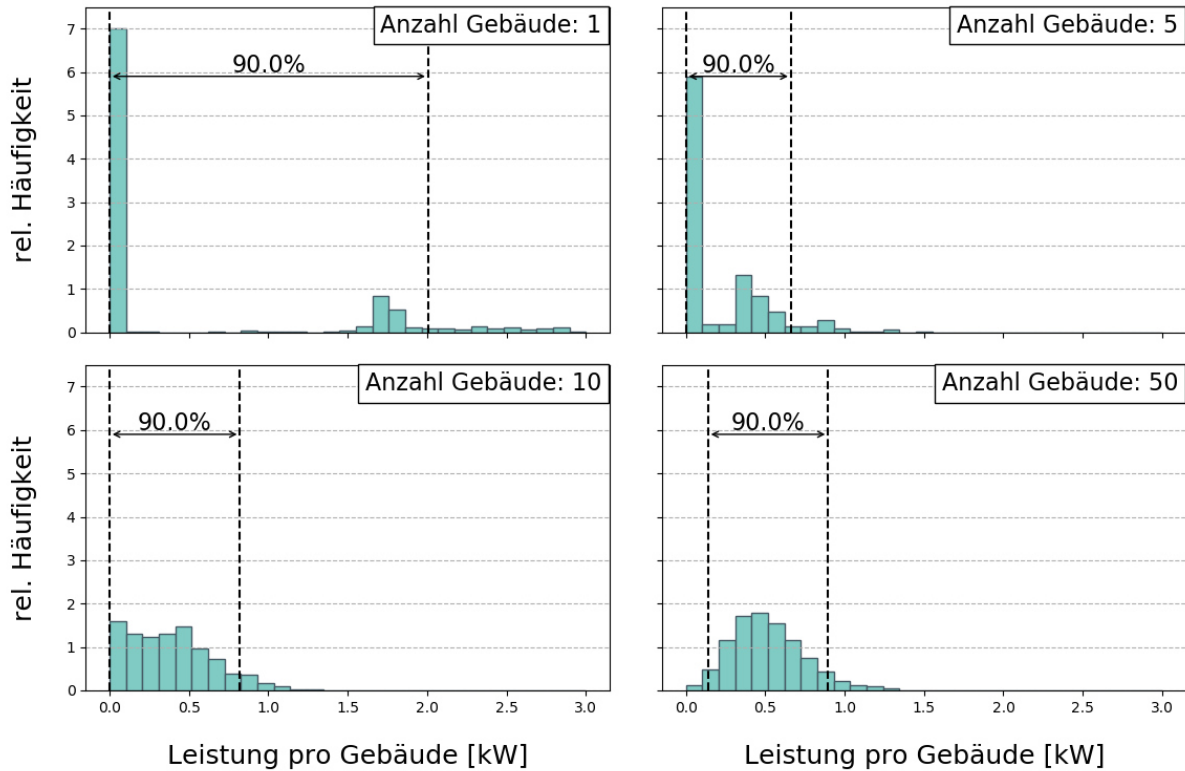 Anzahl Gebäude: 1
90.0%
7
6
5
4
3
2
1
0
rel. Häufigkeit
Anzahl Gebäude: 5
90.0%
Anzahl Gebäude: 10
90.0%
7
6
5
4
3
2
1
0
rel. Häufigkeit
0.0 0.5 1.0 1.5 2.0 2.5 3.0
Leistung pro Gebäude [kW]
Anzahl Gebäude: 50
90.0%
0.0 0.5 1.0 1.5 2.0 2.5 3.0
Leistung pro Gebäude [kW]